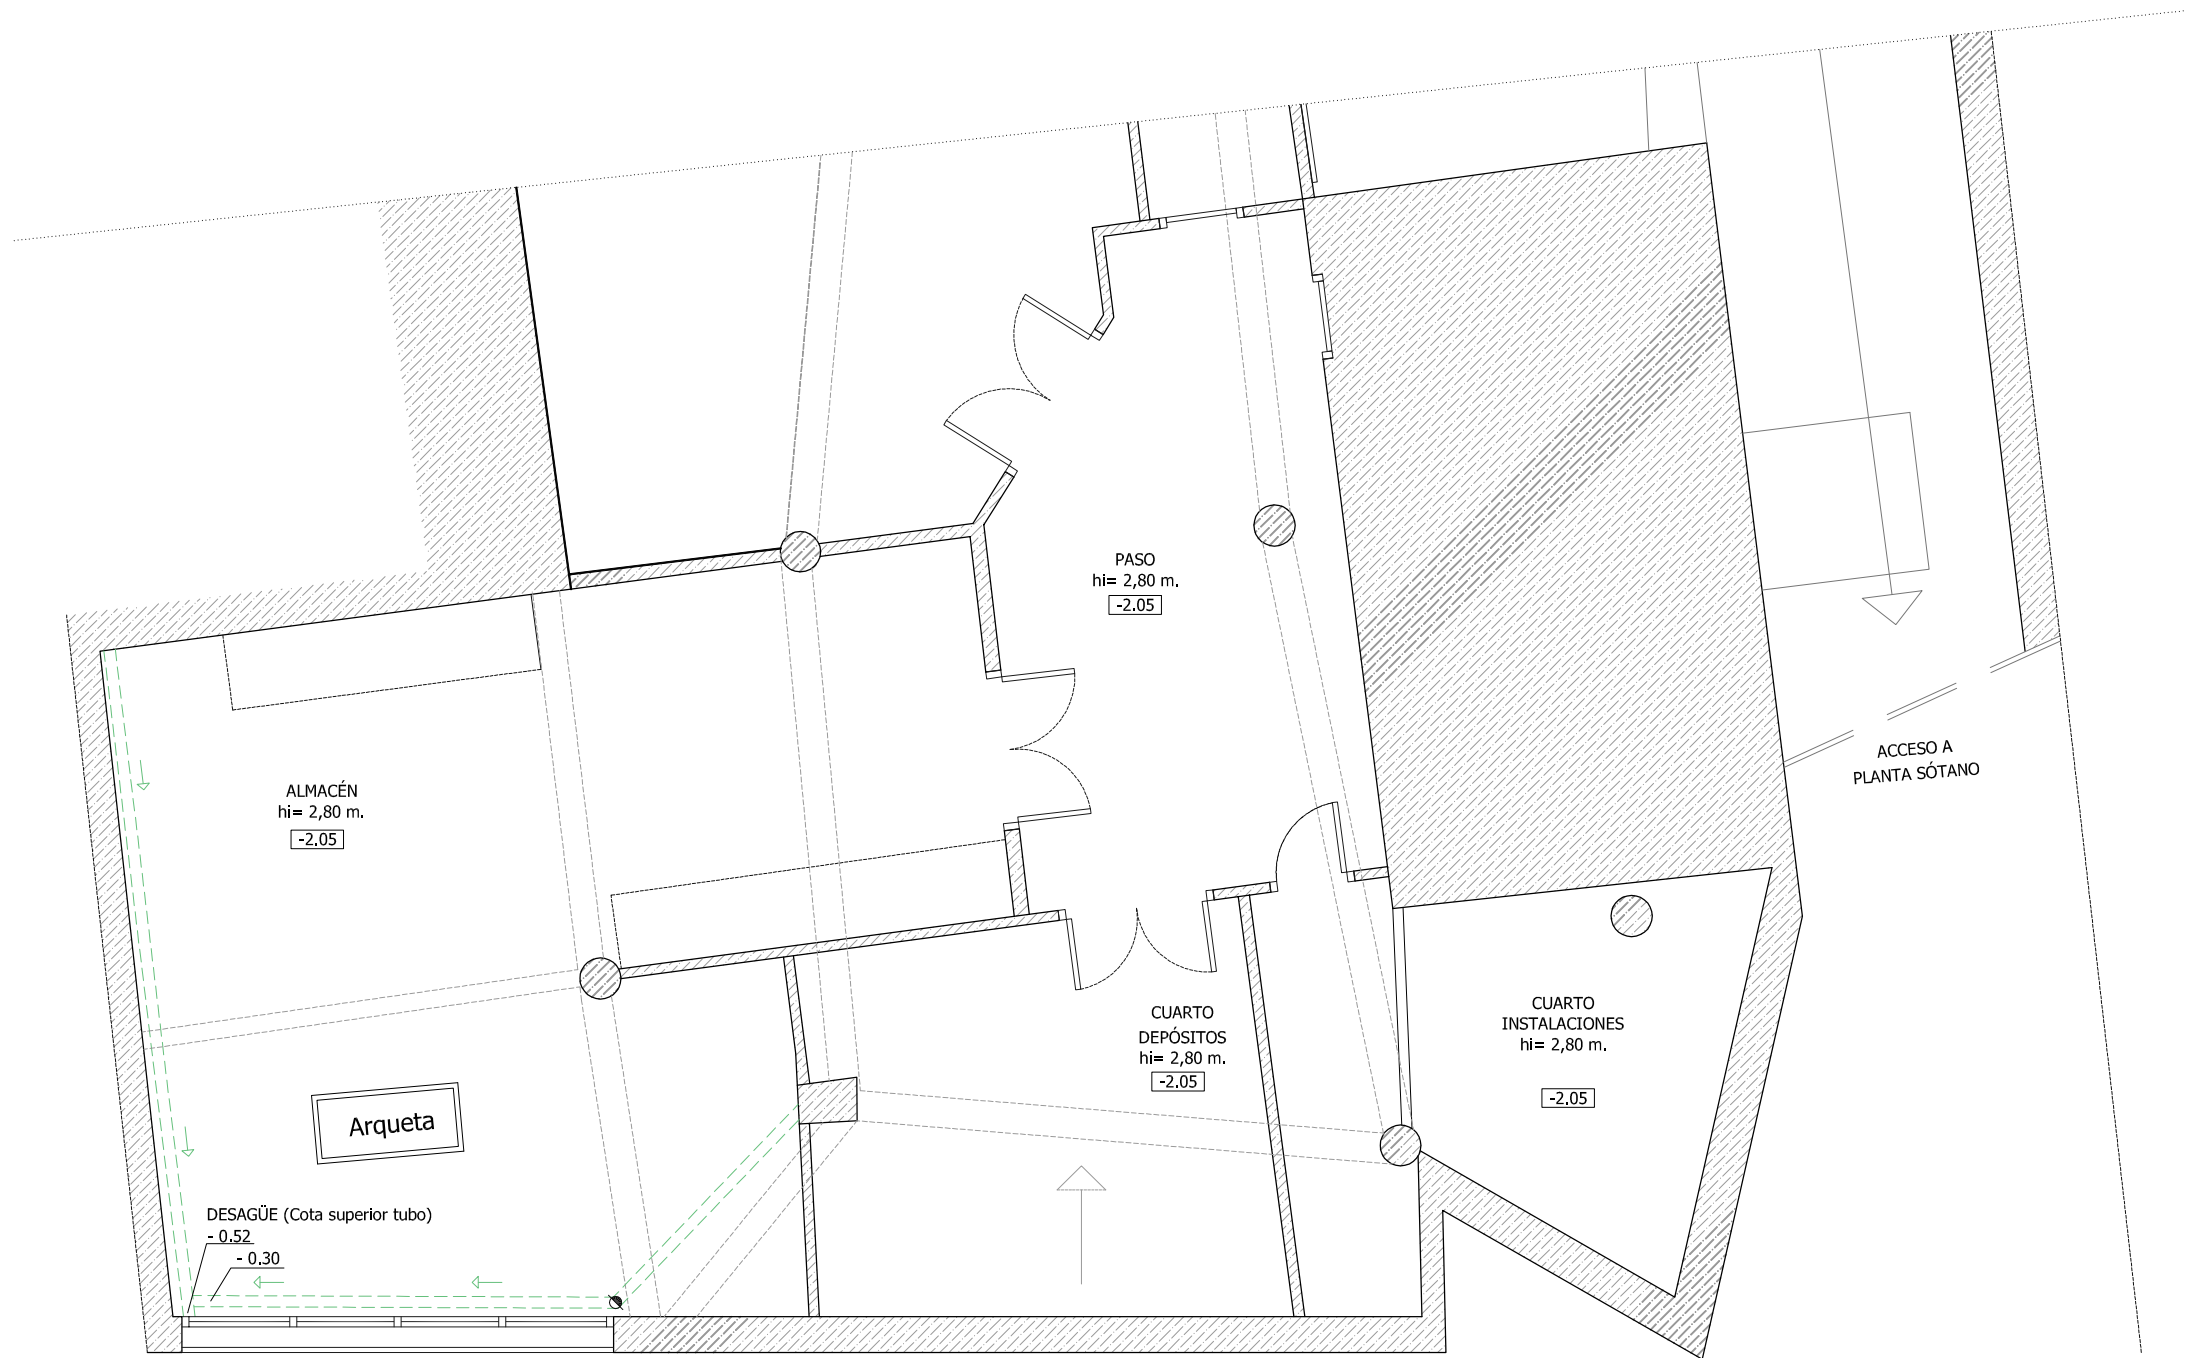 PASO
hi= 2,80 m.
-2.05
ACCESO A
PLANTA SÓTANO
ALMACÉN
hi= 2,80 m.
-2.05
CUARTO
DEPÓSITOS
hi= 2,80 m.
-2.05
CUARTO
INSTALACIONES
hi= 2,80 m.
-2.05
Arqueta
DESAGÜE (Cota superior tubo)
- 0.52
- 0.30